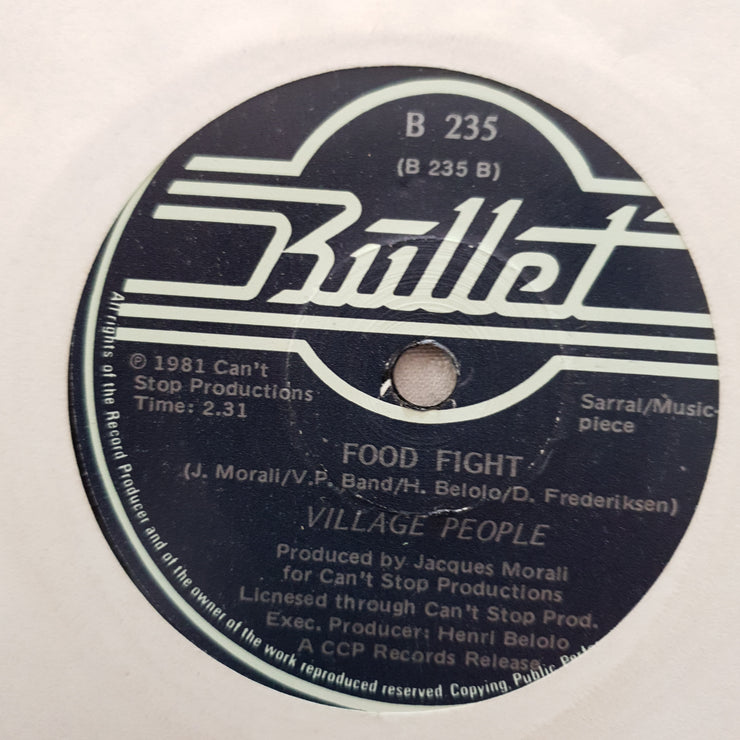 B 235
(B 235 B)
Bullet
℗ 1981 Can't
Stop Productions
Time: 2.31
Sarral/Music-
piece
FOOD FIGHT
(J. Morali/V.P. Band/H. Belolo/D. Frederiksen)
VILLAGE PEOPLE
Produced by Jacques Morali
for Can't Stop Productions
Licnesed through Can't Stop Prod.
Exec. Producer: Henri Belolo
A CCP Records Release
All rights of the Record Producer and of the owner of the work reproduced reserved. Copying, Public